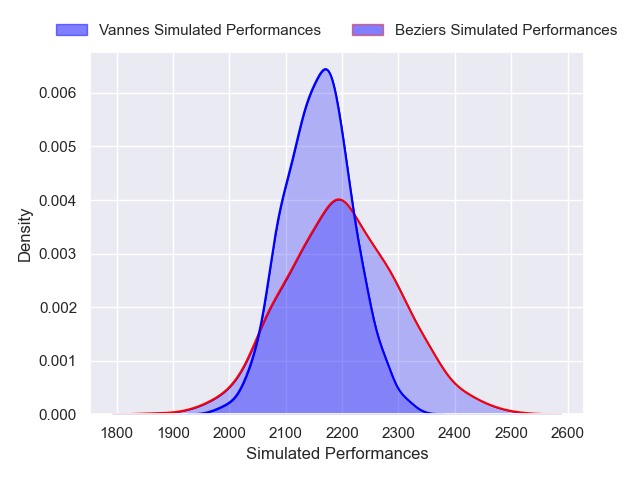 Vannes Simulated Performances
Beziers Simulated Performances
0.006
0.005
0.004
0.003
0.002
0.001
0.000
Density
1800 1900 2000 2100 2200 2300 2400 2500 2600
Simulated Performances